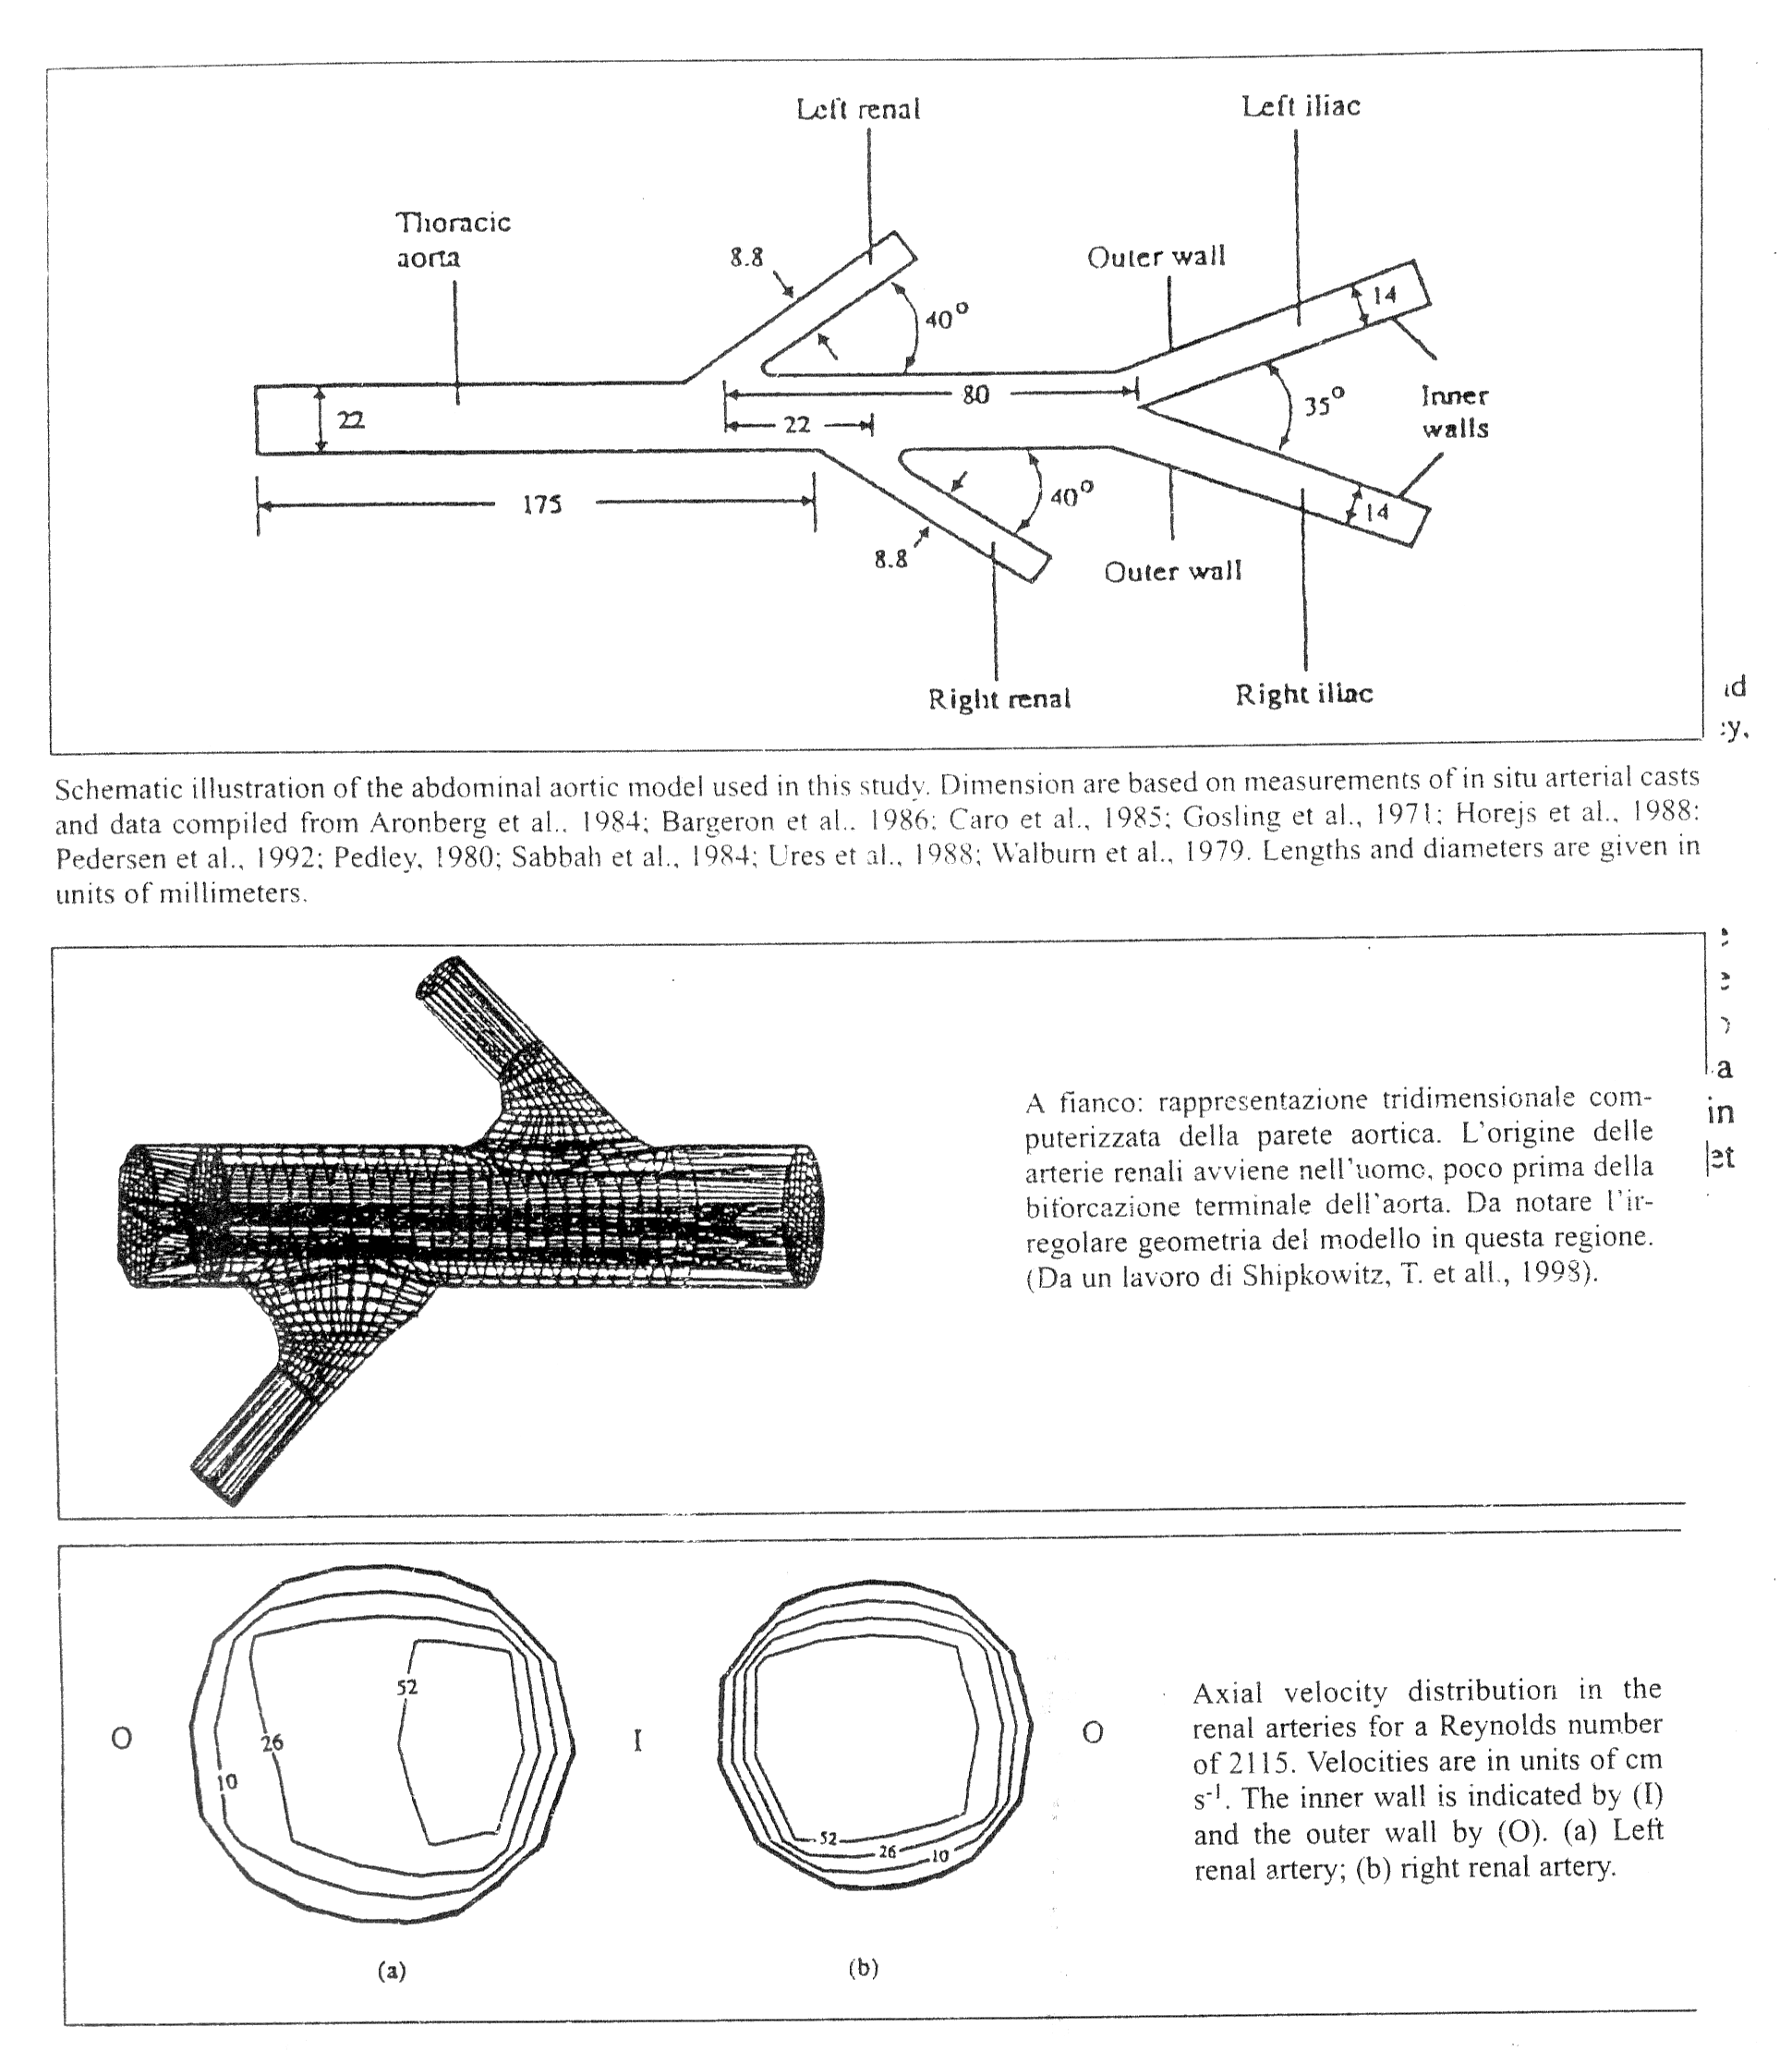 Left renal
Left iliac
Thoracic
aorta
8.8
Outer wall
14
40°
22
80
22
35°
Inner
walls
175
40°
14
8.8
Outer wall
Right renal
Right iliac
ıd
:y.
Schematic illustration of the abdominal aortic model used in this study. Dimension are based on measurements of in situ arterial casts
and data compiled from Aronberg et al.. 1984; Bargeron et al.. 1986; Caro et al., 1985; Gosling et al., 1971; Horejs et al.. 1988;
Pedersen et al., 1992; Pedley, 1980; Sabbah et al., 1984; Ures et al., 1988; Walburn et al., 1979. Lengths and diameters are given in
units of millimeters.
e
a
in
et
A fianco: rappresentazione tridimensionale com-
puterizzata della parete aortica. L'origine delle
arterie renali avviene nell'uomo, poco prima della
biforcazione terminale dell'aorta. Da notare l'ir-
regolare geometria del modello in questa regione.
(Da un lavoro di Shipkowitz, T. et all., 1998).
52
O
26
I
O
10
52
26
10
(a)
(b)
Axial velocity distribution in the
renal arteries for a Reynolds number
of 2115. Velocities are in units of cm
s-1. The inner wall is indicated by (I)
and the outer wall by (O). (a) Left
renal artery; (b) right renal artery.